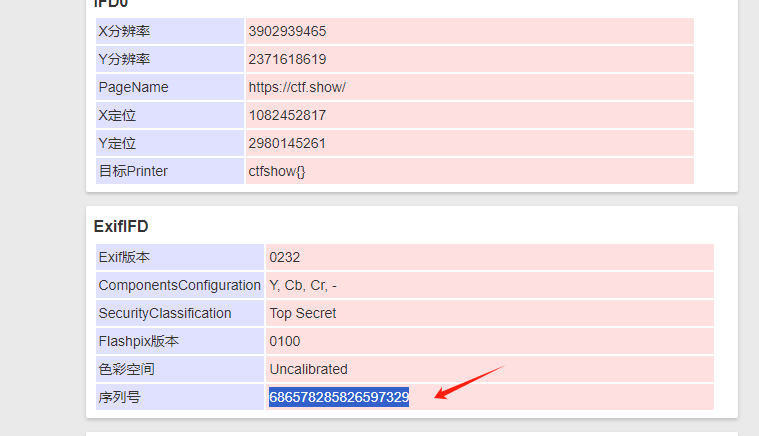 IFD0
X分辨率 3902939465
Y分辨率 2371618619
PageName https://ctf.show/
X定位 1082452817
Y定位 2980145261
目标Printer ctfshow{}
ExifIFD
Exif版本 0232
ComponentsConfiguration Y, Cb, Cr, -
SecurityClassification Top Secret
Flashpix版本 0100
色彩空间 Uncalibrated
序列号 686578285826597329